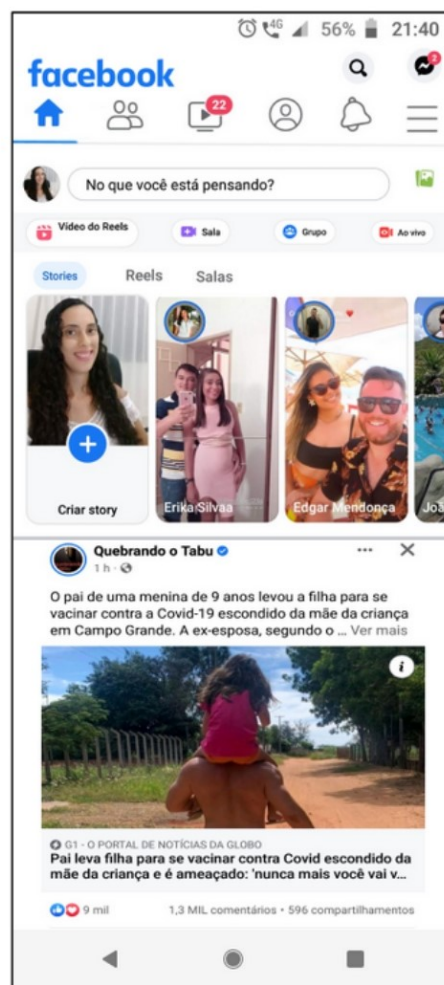 4G 56% 21:40
facebook
2
22
No que você está pensando?
Vídeo do Reels Sala Grupo Ao vivo
Stories Reels Salas
Criar story Erika Silvaa Edgar Mendonça Joã
Quebrando o Tabu
1 h
O pai de uma menina de 9 anos levou a filha para se
vacinar contra a Covid-19 escondido da mãe da criança
em Campo Grande. A ex-esposa, segundo o ... Ver mais
i
G1 - O PORTAL DE NOTÍCIAS DA GLOBO
Pai leva filha para se vacinar contra Covid escondido da
mãe da criança e é ameaçado: 'nunca mais você vai v...
9 mil 1,3 MIL comentários • 596 compartilhamentos